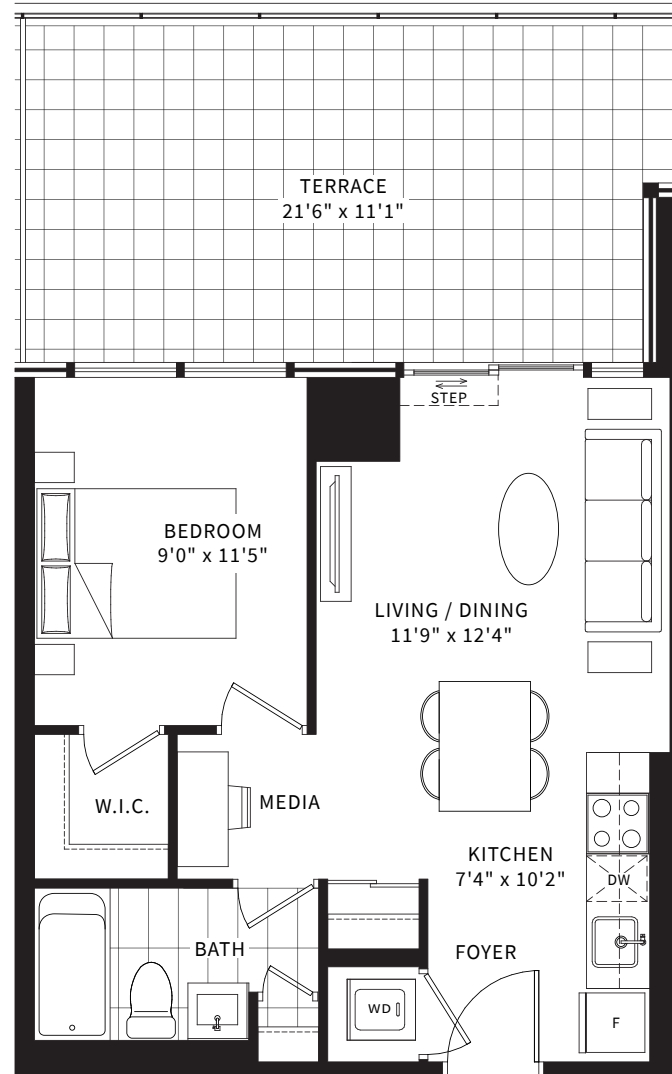 TERRACE
21'6" x 11'1"
STEP
BEDROOM
9'0" x 11'5"
LIVING / DINING
11'9" x 12'4"
W.I.C.
MEDIA
KITCHEN
7'4" x 10'2"
DW
BATH
FOYER
WD
F